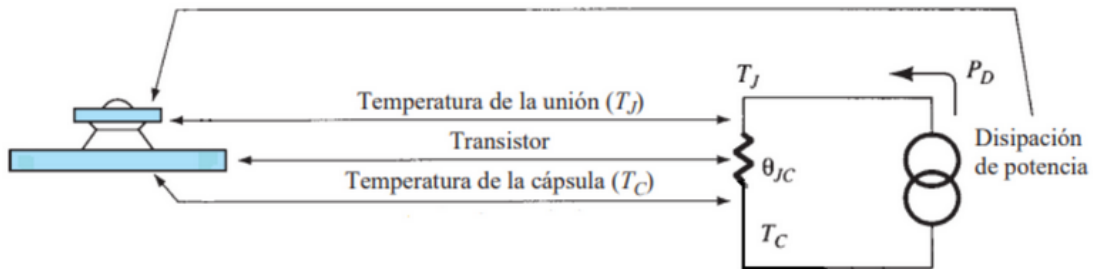 T_J
P_D
Temperatura de la unión (T_J)
Transistor
Disipación
de potencia
θ_JC
Temperatura de la cápsula (T_C)
T_C